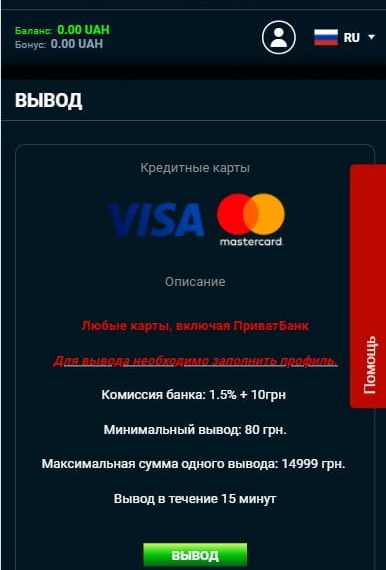 Баланс: 0.00 UAH
Бонус: 0.00 UAH
RU
ВЫВОД
Кредитные карты
VISA
mastercard
Описание
Любые карты, включая ПриватБанк
Для вывода необходимо заполнить профиль.
Комиссия банка: 1.5% + 10грн
Минимальный вывод: 80 грн.
Максимальная сумма одного вывода: 14999 грн.
Вывод в течение 15 минут
ВЫВОД
Помощь